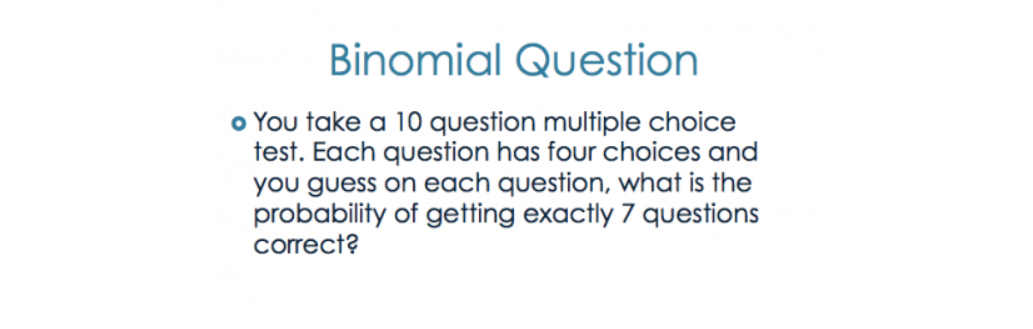 Binomial Question
You take a 10 question multiple choice
test. Each question has four choices and
you guess on each question, what is the
probability of getting exactly 7 questions
correct?